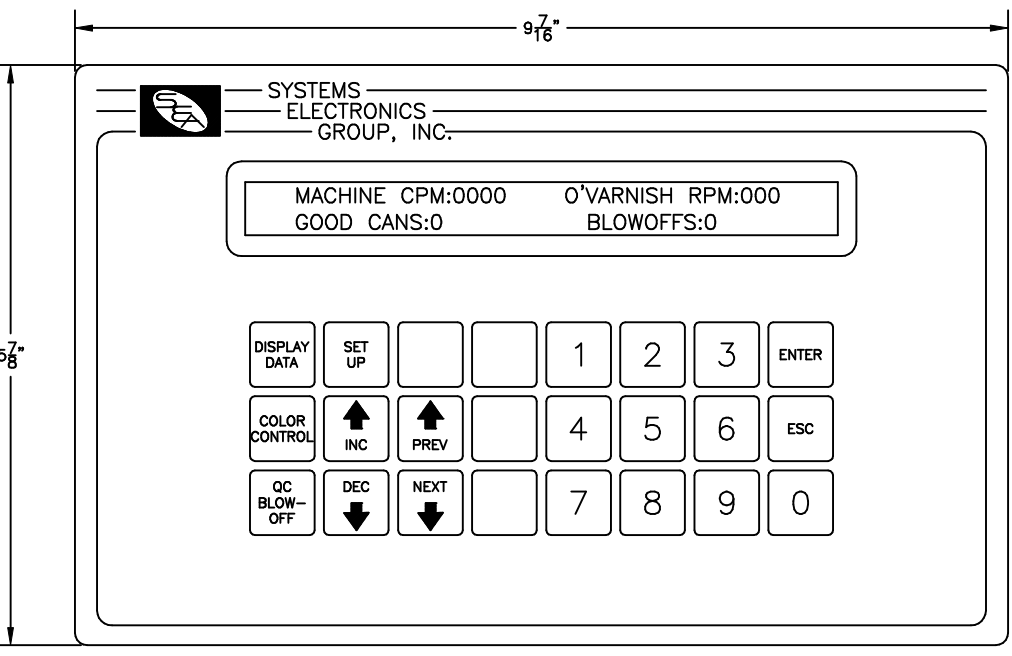 9 7/16"
SYSTEMS
ELECTRONICS
GROUP, INC.
SEA
MACHINE CPM:0000 O'VARNISH RPM:000
GOOD CANS:0 BLOWOFFS:0
5 7/8"
DISPLAY
DATA
SET
UP
1
2
3
ENTER
COLOR
CONTROL
INC
PREV
4
5
6
ESC
QC
BLOW-
OFF
DEC
NEXT
7
8
9
0